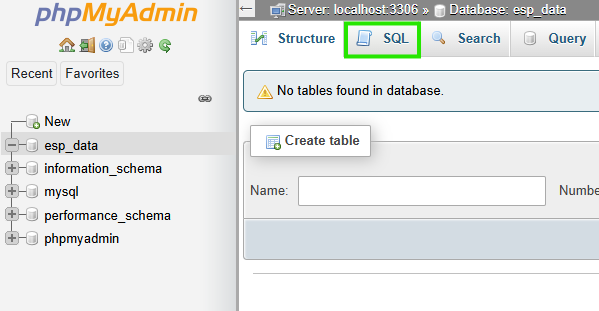 phpMyAdmin
Server: localhost:3306 » Database: esp_data
Structure SQL Search Query
Recent Favorites
No tables found in database.
New
esp_data
information_schema
mysql
performance_schema
phpmyadmin
Create table
Name: Numbe